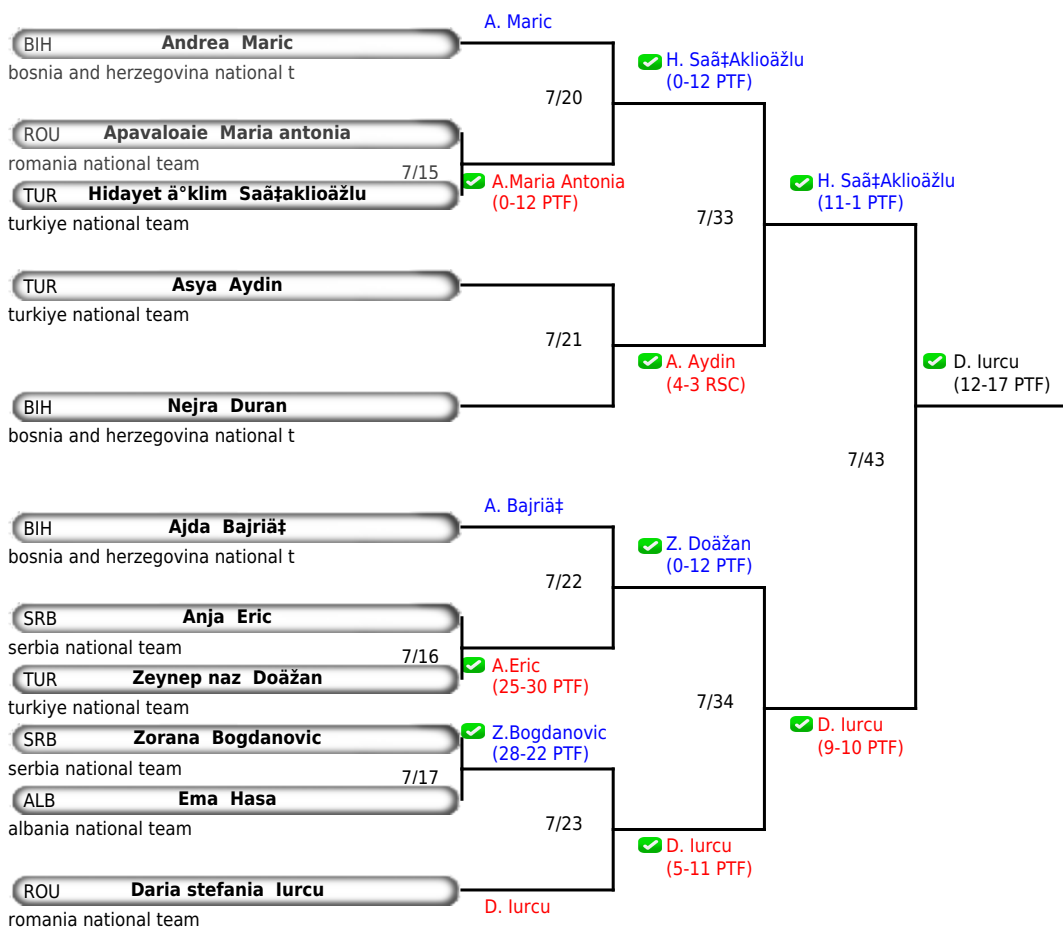 A. Maric
BIH Andrea Maric
bosnia and herzegovina national t
H. Saã‡Aklioäžlu
(0-12 PTF)
7/20
ROU Apavaloaie Maria antonia
romania national team
7/15
A.Maria Antonia
(0-12 PTF)
TUR Hidayet ä°klim Saã‡aklioäžlu
turkiye national team
H. Saã‡Aklioäžlu
(11-1 PTF)
7/33
TUR Asya Aydin
turkiye national team
7/21
A. Aydin
(4-3 RSC)
D. Iurcu
(12-17 PTF)
BIH Nejra Duran
bosnia and herzegovina national t
7/43
A. Bajriä‡
BIH Ajda Bajriä‡
bosnia and herzegovina national t
Z. Doäžan
(0-12 PTF)
7/22
SRB Anja Eric
serbia national team
7/16
A.Eric
(25-30 PTF)
TUR Zeynep naz Doäžan
turkiye national team
7/34
D. Iurcu
(9-10 PTF)
SRB Zorana Bogdanovic
serbia national team
Z.Bogdanovic
(28-22 PTF)
7/17
ALB Ema Hasa
albania national team
7/23
D. Iurcu
(5-11 PTF)
ROU Daria stefania Iurcu
romania national team
D. Iurcu